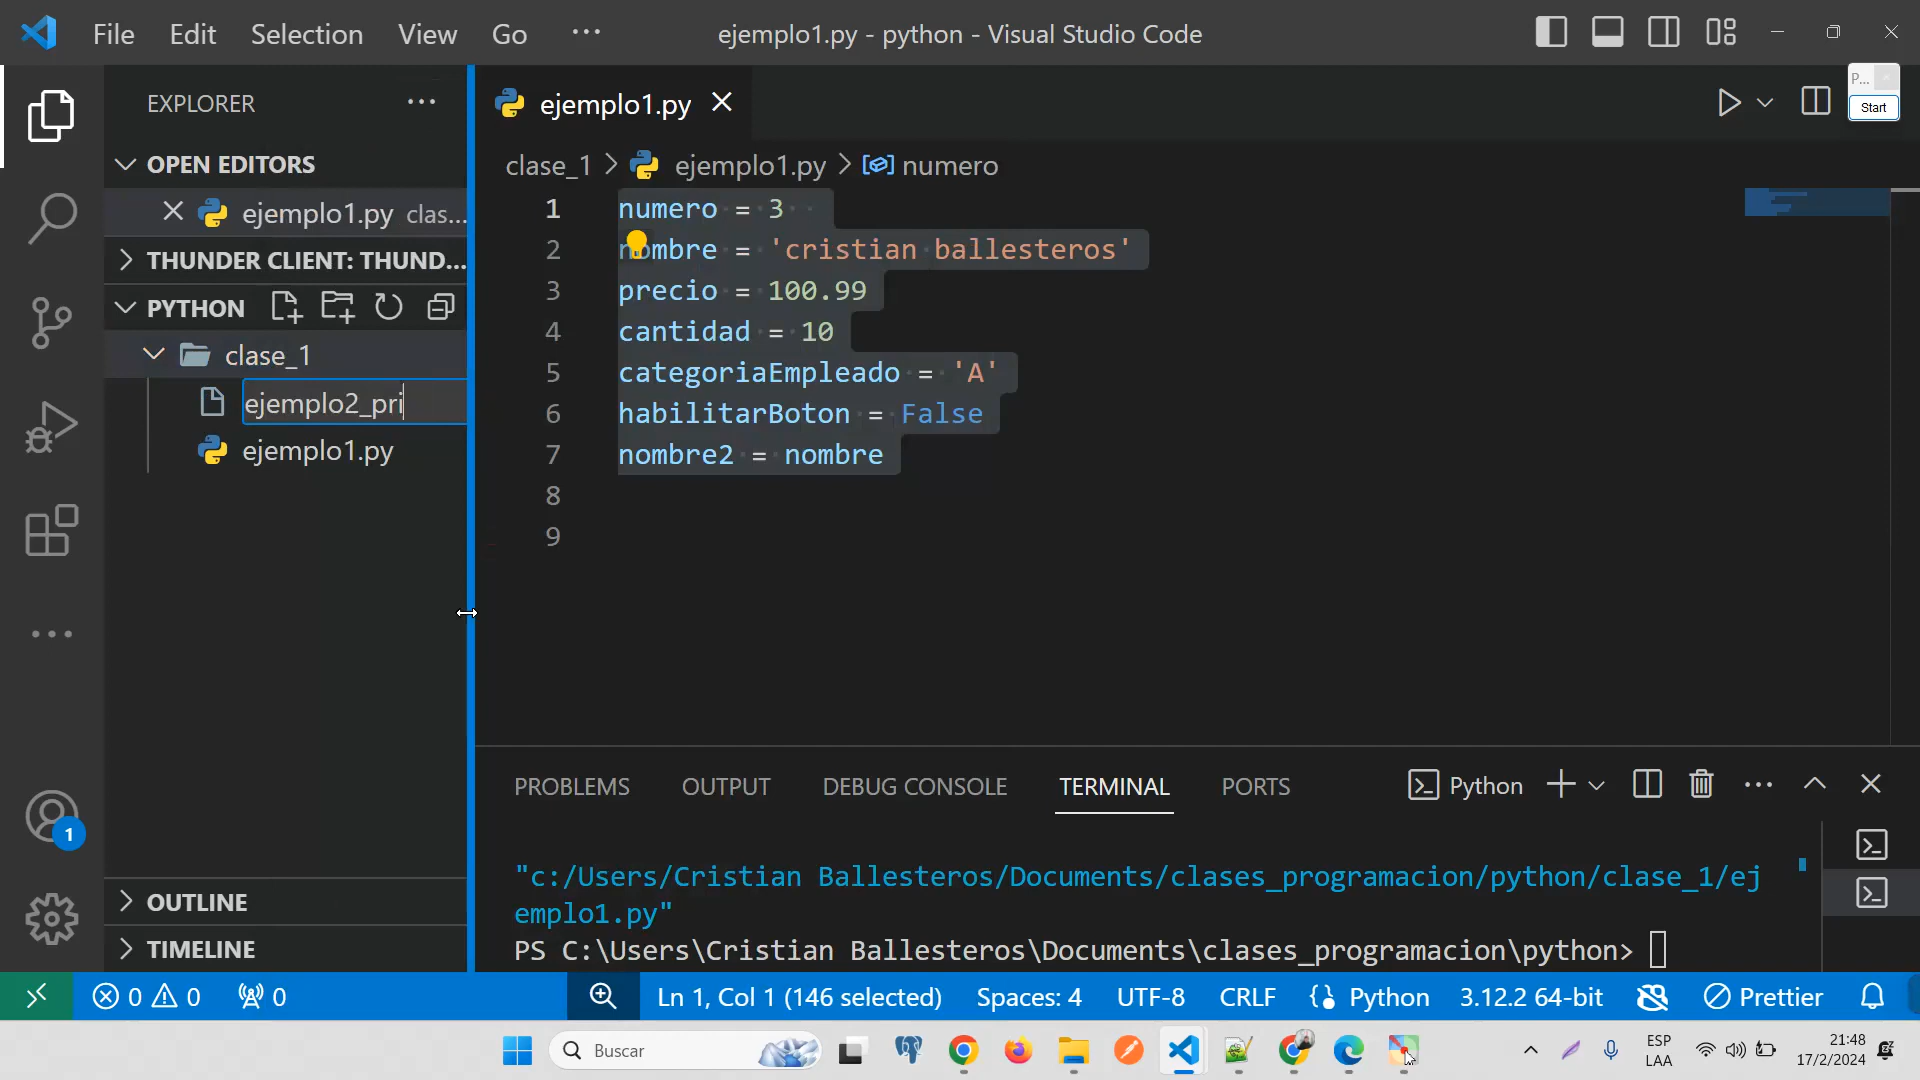 File Edit Selection View Go ··· ejemplo1.py - python - Visual Studio Code
EXPLORER ···
ejemplo1.py
P...
Start
OPEN EDITORS
clase_1 > ejemplo1.py > numero
ejemplo1.py clas...
THUNDER CLIENT: THUND...
PYTHON
clase_1
ejemplo2_pri
ejemplo1.py
1 numero = 3
2 nombre = 'cristian ballesteros'
3 precio = 100.99
4 cantidad = 10
5 categoriaEmpleado = 'A'
6 habilitarBoton = False
7 nombre2 = nombre
8
9
1
OUTLINE
TIMELINE
PROBLEMS OUTPUT DEBUG CONSOLE TERMINAL PORTS Python
"c:/Users/Cristian Ballesteros/Documents/clases_programacion/python/clase_1/ej
emplo1.py"
PS C:\Users\Cristian Ballesteros\Documents\clases_programacion\python>
0 0 0 Ln 1, Col 1 (146 selected) Spaces: 4 UTF-8 CRLF Python 3.12.2 64-bit Prettier
Buscar
ESP
LAA
21:48
17/2/2024